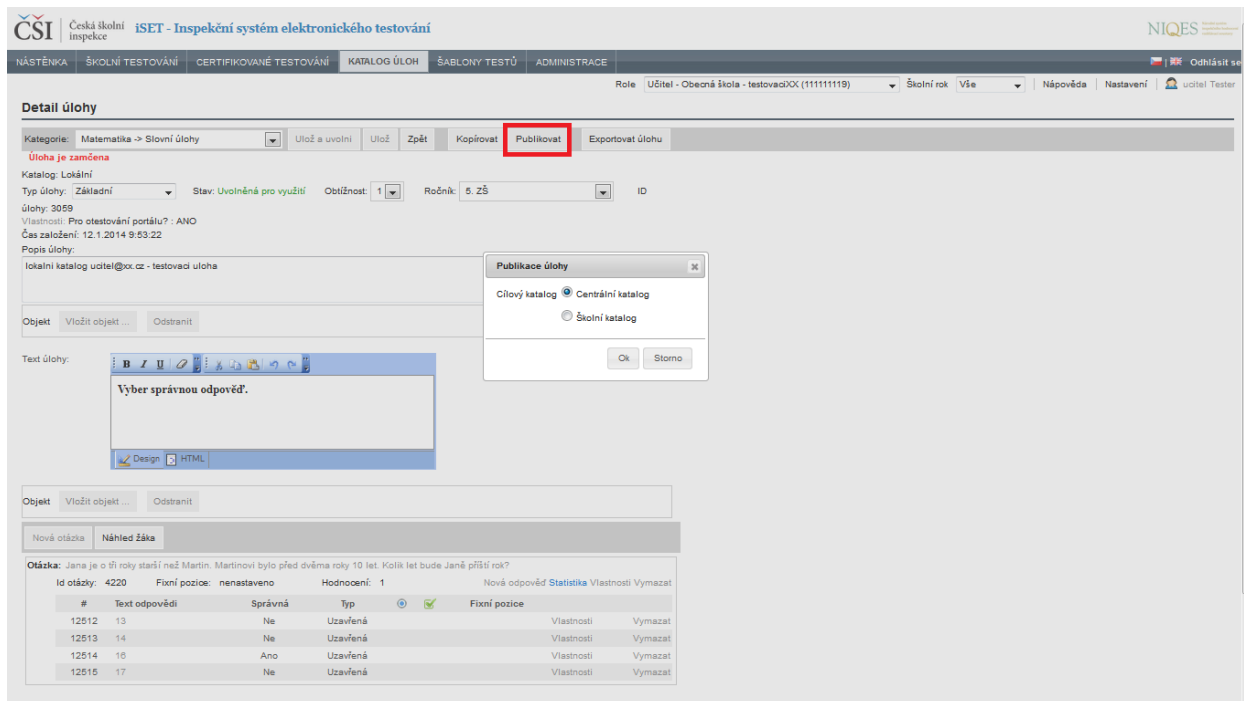 ČŠI Česká školní inspekce iSET - Inspekční systém elektronického testování NIQES
NÁSTĚNKA ŠKOLNÍ TESTOVÁNÍ CERTIFIKOVANÉ TESTOVÁNÍ KATALOG ÚLOH ŠABLONY TESTŮ ADMINISTRACE Odhlásit se
Role Učitel - Obecná škola - testovaciXX (111111119) Školní rok Vše Nápověda Nastavení ucitel Tester
Detail úlohy
Kategorie: Matematika -> Slovní úlohy Ulož a uvolni Ulož Zpět Kopírovat Publikovat Exportovat úlohu
Úloha je zamčena
Katalog: Lokální
Typ úlohy: Základní Stav: Uvolněná pro využití Obtížnost: 1 Ročník: 5. ZŠ ID
úlohy: 3059
Vlastnosti: Pro otestování portálu? : ANO
Čas založení: 12.1.2014 9:53:22
Popis úlohy:
lokalni katalog ucitel@xx.cz - testovaci uloha
Publikace úlohy
Cílový katalog Centrální katalog
Školní katalog
Ok Storno
Objekt Vložit objekt ... Odstranit
Text úlohy:
B I U
Vyber správnou odpověď.
Design HTML
Objekt Vložit objekt ... Odstranit
Nová otázka Náhled žáka
Otázka: Jana je o tři roky starší než Martin. Martinovi bylo před dvěma roky 10 let. Kolik let bude Janě příští rok?
Id otázky: 4220 Fixní pozice: nenastaveno Hodnocení: 1 Nová odpověď Statistika Vlastnosti Vymazat
# Text odpovědi Správná Typ Fixní pozice
12512 13 Ne Uzavřená Vlastnosti Vymazat
12513 14 Ne Uzavřená Vlastnosti Vymazat
12514 16 Ano Uzavřená Vlastnosti Vymazat
12515 17 Ne Uzavřená Vlastnosti Vymazat